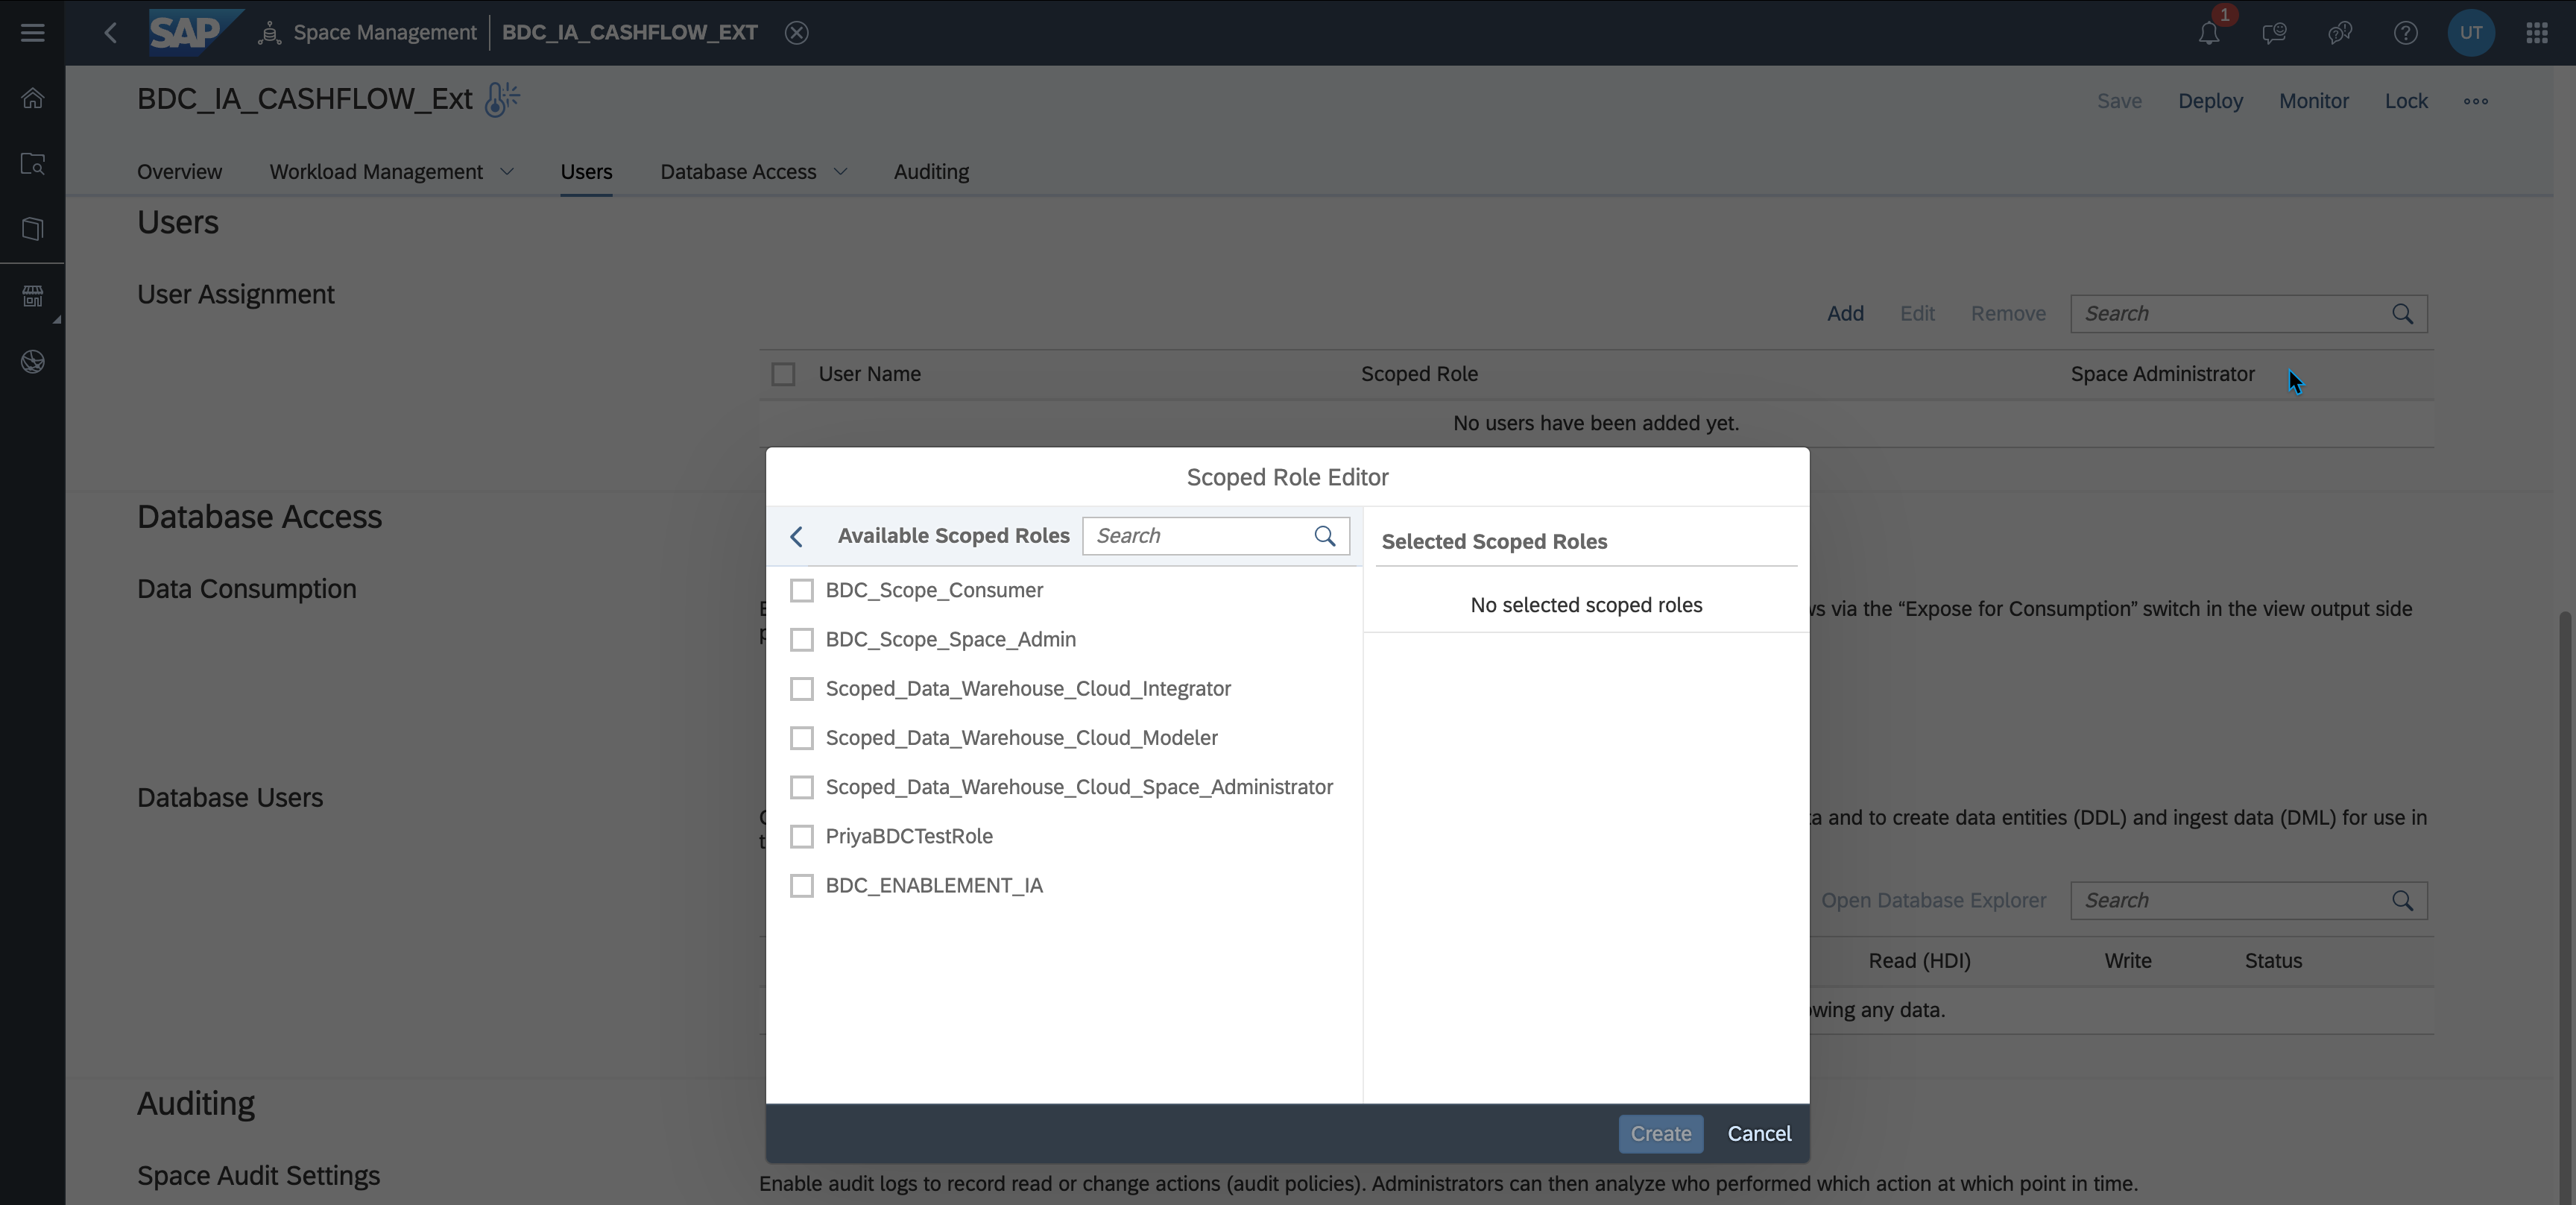 SAP Space Management BDC_IA_CASHFLOW_EXT 1 UT
BDC_IA_CASHFLOW_Ext Save Deploy Monitor Lock
Overview Workload Management Users Database Access Auditing
Users
User Assignment
Add Edit Remove Search
User Name Scoped Role Space Administrator
No users have been added yet.
Scoped Role Editor
Available Scoped Roles Search
BDC_Scope_Consumer
BDC_Scope_Space_Admin
Scoped_Data_Warehouse_Cloud_Integrator
Scoped_Data_Warehouse_Cloud_Modeler
Scoped_Data_Warehouse_Cloud_Space_Administrator
PriyaBDCTestRole
BDC_ENABLEMENT_IA
Selected Scoped Roles
No selected scoped roles
Create Cancel
Database Access
Data Consumption
via the “Expose for Consumption” switch in the view output side
Database Users
and to create data entities (DDL) and ingest data (DML) for use in
Open Database Explorer Search
Read (HDI) Write Status
any data.
Auditing
Space Audit Settings
Enable audit logs to record read or change actions (audit policies). Administrators can then analyze who performed which action at which point in time.